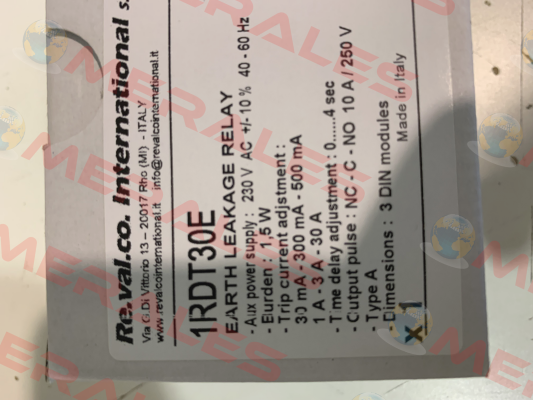 Re.val.co. International s.
Via G.Di Vittorio 13 – 20017 Rho (MI) - ITALY
www.revalcointernational.it info@revalcointernational.it
1RDT30E
EARTH LEAKAGE RELAY
- Aux power supply : 230 V AC +/- 10 % 40 - 60 Hz
- Burden : 1,5 W
- Trip current adjstment :
30 mA - 300 mA - 500 mA
1 A - 3 A - 30 A
- Time delay adjustment : 0.......4 sec
- Output pulse : NC - C - NO 10 A / 250 V
- Type A
- Dimensions : 3 DIN modules
Made in Italy
x 1
MERALES
MERALES
MERALES